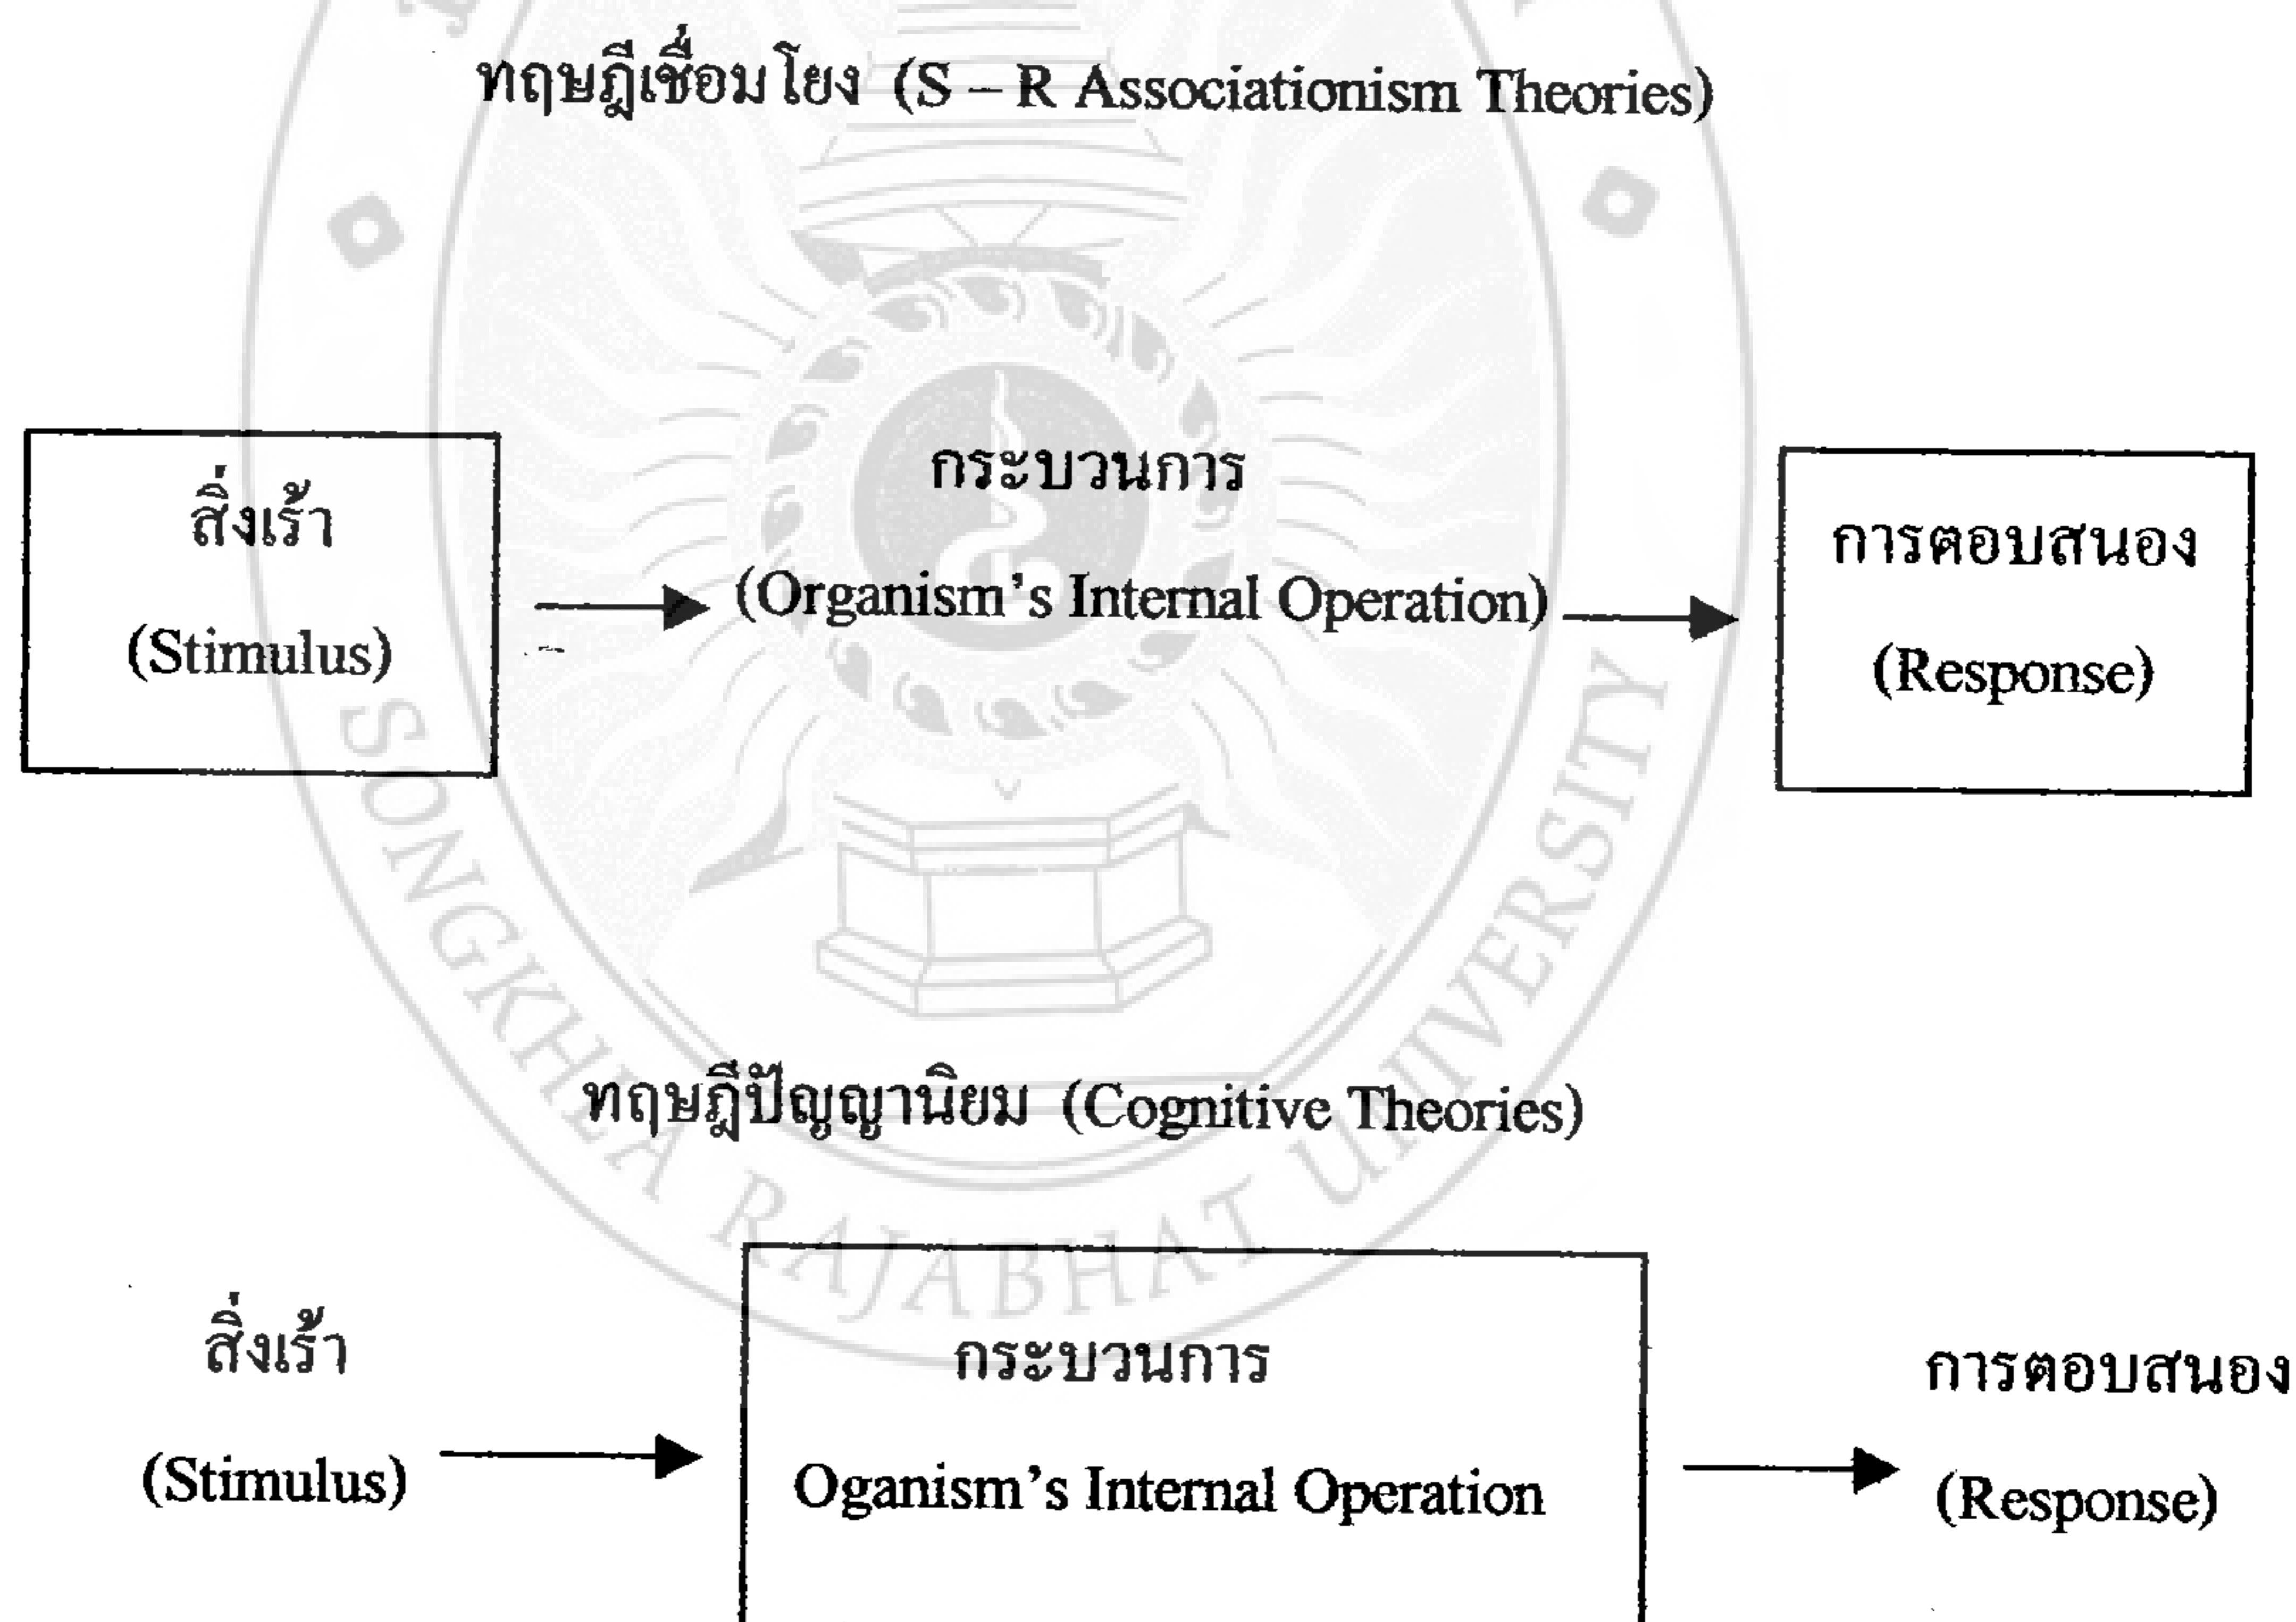 ทฤษฎีเชื่อมโยง (S – R Associationism Theories)
สิ่งเร้า
(Stimulus)
กระบวนการ
(Organism's Internal Operation)
การตอบสนอง
(Response)
ทฤษฎีปัญญานิยม (Cognitive Theories)
สิ่งเร้า
(Stimulus)
กระบวนการ
Oganism's Internal Operation
การตอบสนอง
(Response)
SONGKHLA RAJABHAT UNIVERSITY